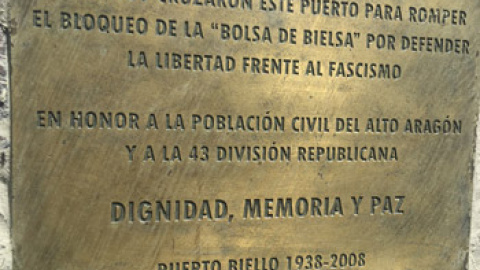 CRUZARON ESTE PUERTO PARA ROMPER
EL BLOQUEO DE LA “BOLSA DE BIELSA” POR DEFENDER
LA LIBERTAD FRENTE AL FASCISMO
EN HONOR A LA POBLACIÓN CIVIL DEL ALTO ARAGÓN
Y A LA 43 DIVISIÓN REPUBLICANA
DIGNIDAD, MEMORIA Y PAZ
PUERTO BIELLO 1938-2008